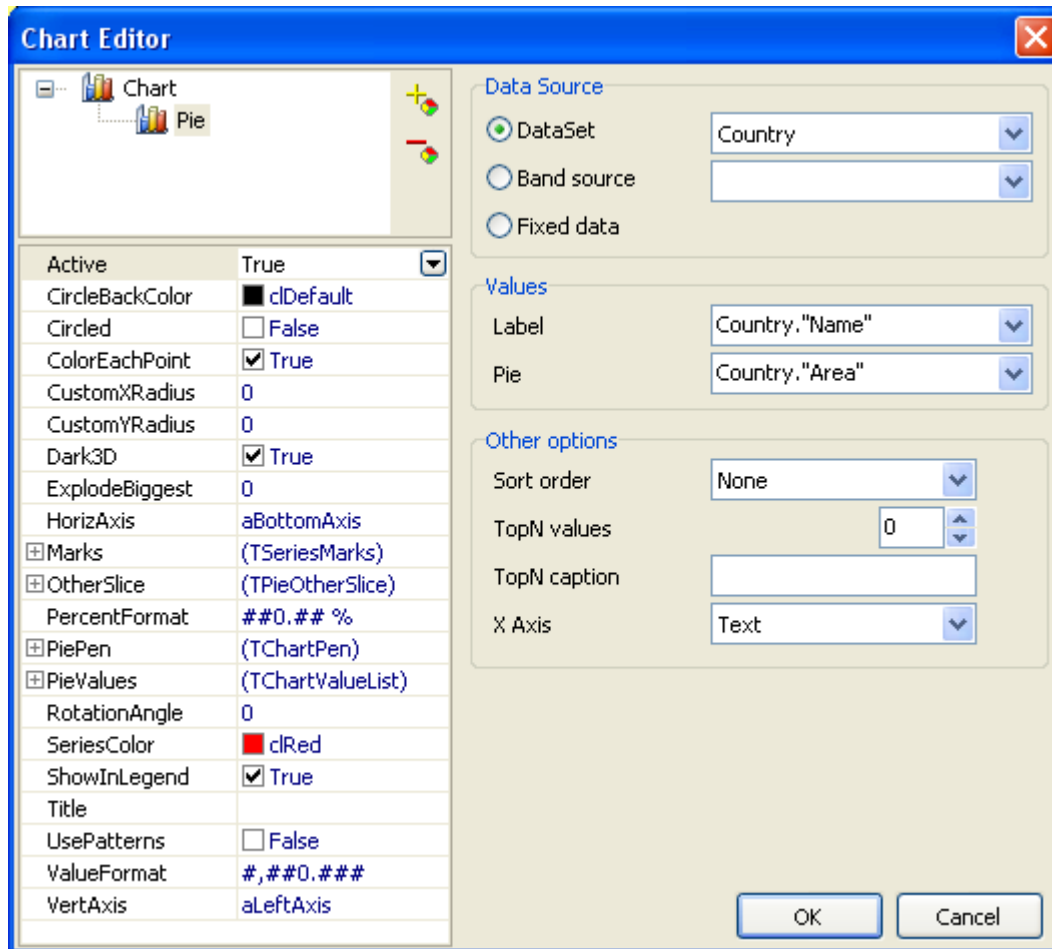 Chart Editor
Chart
Pie
Active True
CircleBackColor clDefault
Circled False
ColorEachPoint True
CustomXRadius 0
CustomYRadius 0
Dark3D True
ExplodeBiggest 0
HorizAxis aBottomAxis
Marks (TSeriesMarks)
OtherSlice (TPieOtherSlice)
PercentFormat ##0.## %
PiePen (TChartPen)
PieValues (TChartValueList)
RotationAngle 0
SeriesColor clRed
ShowInLegend True
Title
UsePatterns False
ValueFormat #,##0.###
VertAxis aLeftAxis
Data Source
DataSet Country
Band source
Fixed data
Values
Label Country."Name"
Pie Country."Area"
Other options
Sort order None
TopN values 0
TopN caption
X Axis Text
OK Cancel